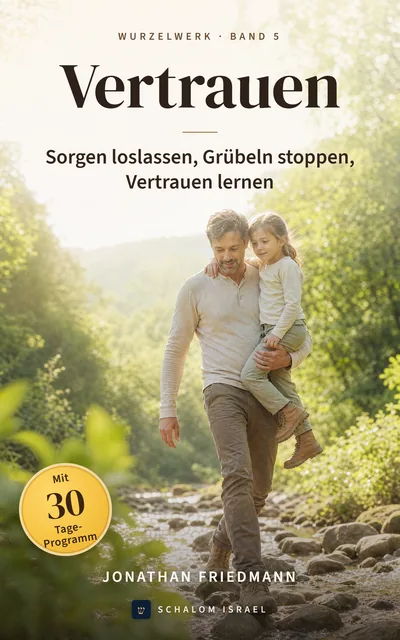 WURZELWERK · BAND 5
Vertrauen
Sorgen loslassen, Grübeln stoppen,
Vertrauen lernen
Mit
30
Tage-
Programm
JONATHAN FRIEDMANN
ש
SCHALOM ISRAEL